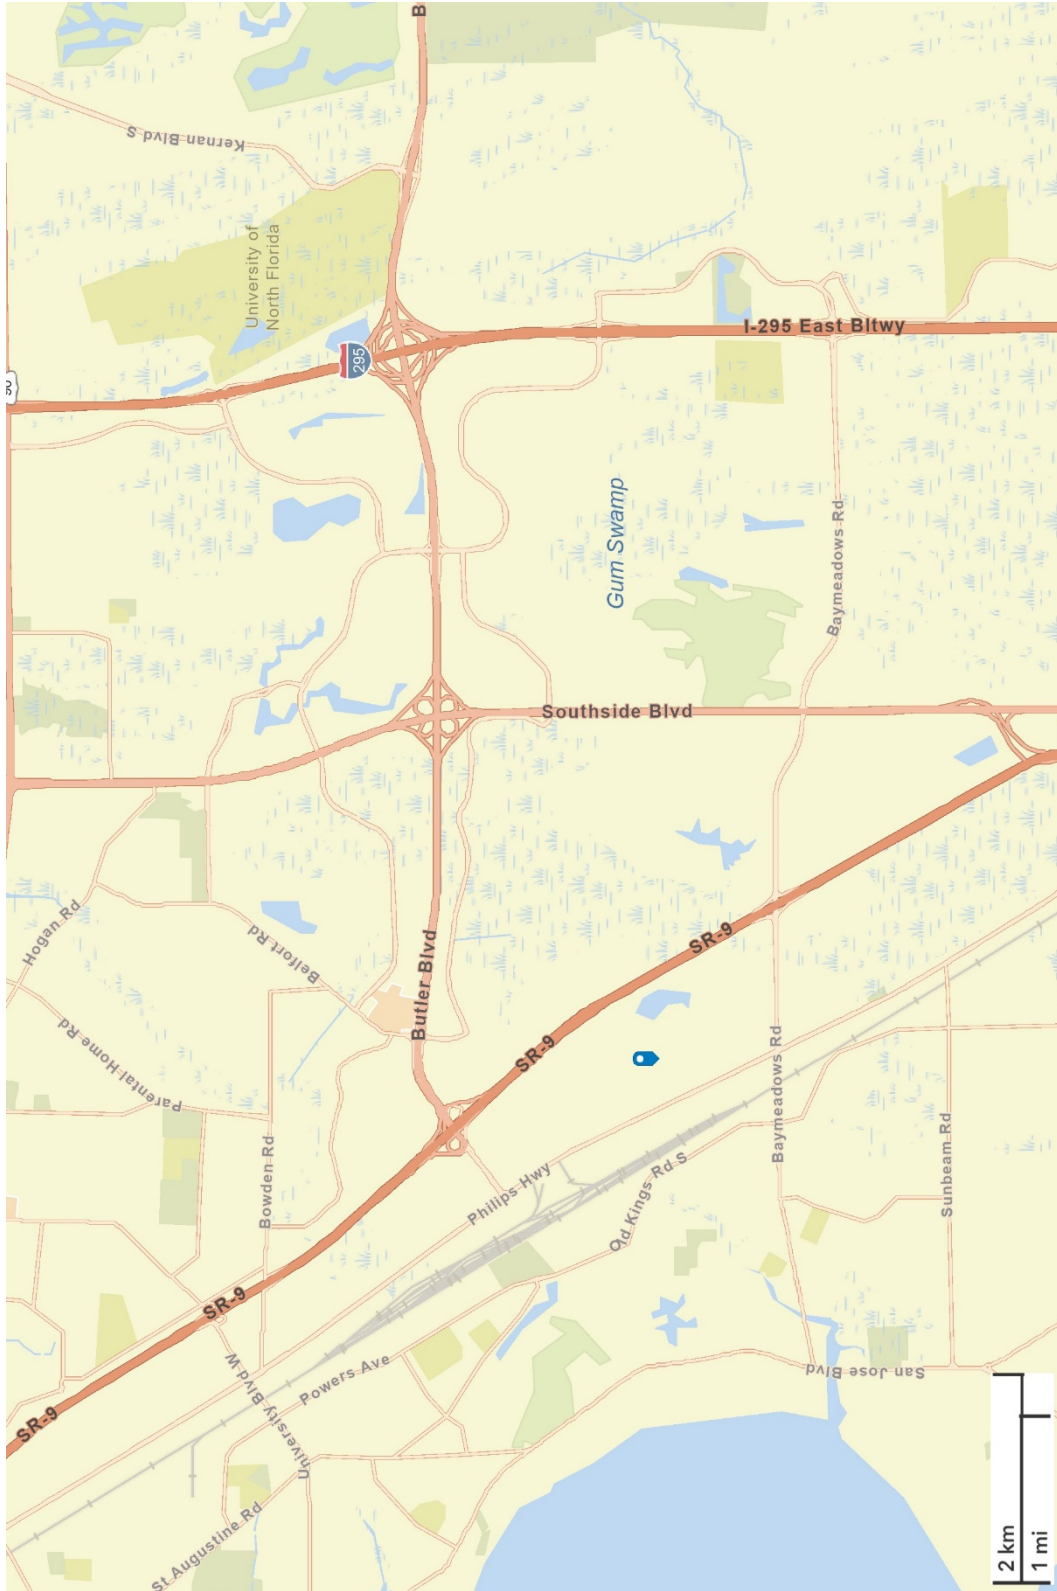 B
Kernan Blvd S
University of
North Florida
295
I-295 East Bltwy
Gum Swamp
Baymeadows Rd
Southside Blvd
Hogan Rd
Belfort Rd
Butler Blvd
SR-9
Parental Home Rd
SR-9
Bowden Rd
Philips Hwy
Old Kings Rd S
Baymeadows Rd
Sunbeam Rd
SR-9
University Blvd W
Powers Ave
San Jose Blvd
SR-9
St Augustine Rd
2 km
1 mi